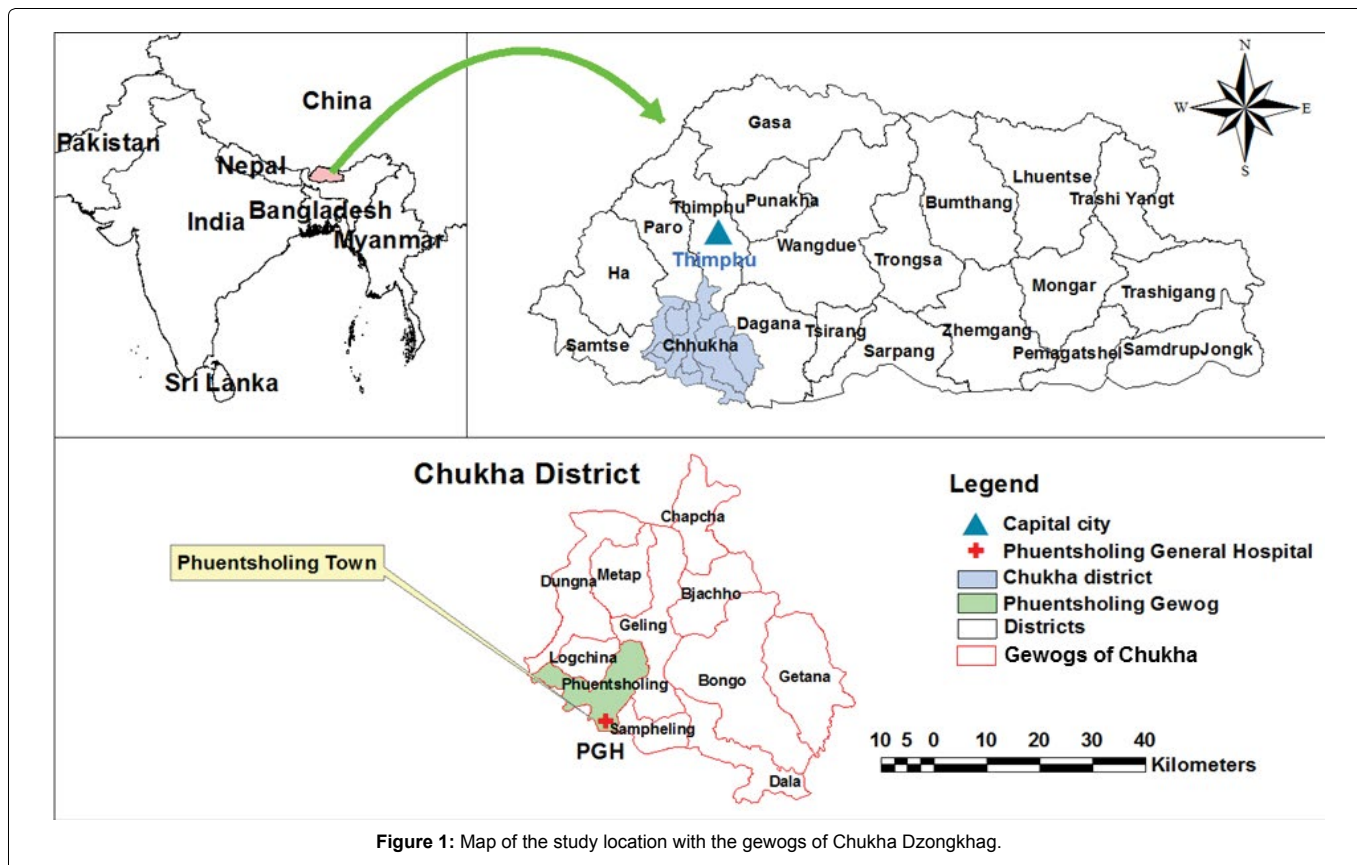 China
Pakistan
Nepal
India
Bangladesh
Myanmar
Sri Lanka
N
W E
S
Gasa
Lhuentse
Trashi Yangt
Bumthang
Punakha
Thimphu
Paro
Wangdue
Trongsa
Thimphu
Ha
Mongar
Trashigang
Dagana
Tsirang
Zhemgang
Chhukha
Samtse
Sarpang
Pemagatshel
SamdrupJongk
Chukha District
Phuentsholing Town
Chapcha
Dungna
Metap
Bjachho
Geling
Logchina
Phuentsholing
Bongo
Getana
Sampheling
PGH
Dala
Legend
Capital city
Phuentsholing General Hospital
Chukha district
Phuentsholing Gewog
Districts
Gewogs of Chukha
10 5 0 10 20 30 40
Kilometers
Figure 1: Map of the study location with the gewogs of Chukha Dzongkhag.